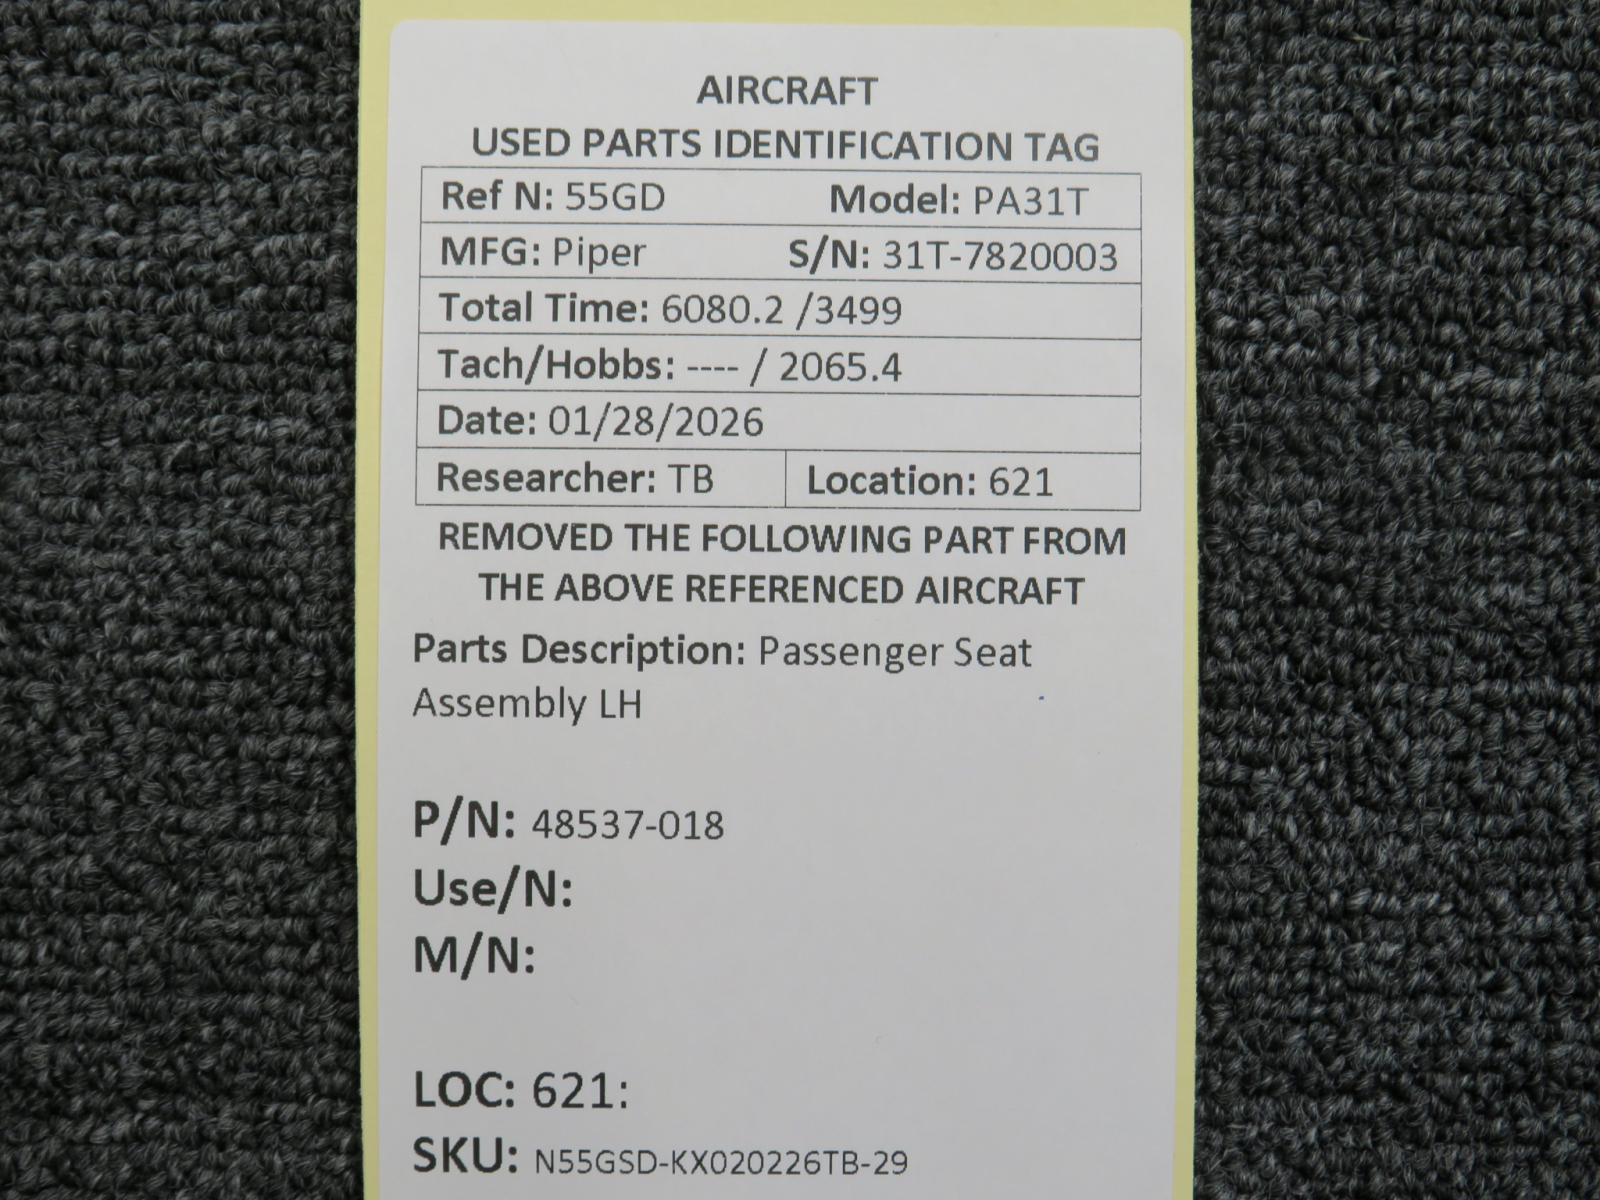 AIRCRAFT
USED PARTS IDENTIFICATION TAG
Ref N: 55GD Model: PA31T
MFG: Piper S/N: 31T-7820003
Total Time: 6080.2 /3499
Tach/Hobbs: ---- / 2065.4
Date: 01/28/2026
Researcher: TB Location: 621
REMOVED THE FOLLOWING PART FROM
THE ABOVE REFERENCED AIRCRAFT
Parts Description: Passenger Seat
Assembly LH
P/N: 48537-018
Use/N:
M/N:
LOC: 621:
SKU: N55GSD-KX020226TB-29